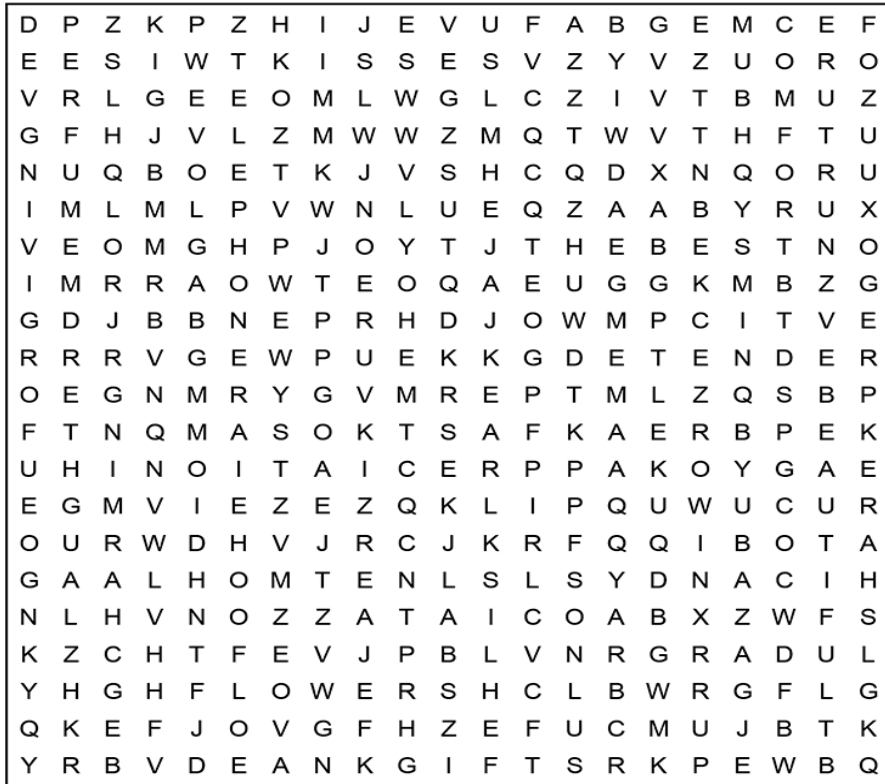 D P Z K P Z H I J E V U F A B G E M C E F
E E S I W T K I S S E S V Z Y V Z U O R O
V R L G E E O M L W G L C Z I V T B M U Z
G F H J V L Z M W W Z M Q T W V T H F T U
N U Q B O E T K J V S H C Q D X N Q O R U
I M L M L P V W N L U E Q Z A A B Y R U X
V E O M G H P J O Y T J T H E B E S T N O
I M R R A O W T E O Q A E U G G K M B Z G
G D J B B N E P R H D J O W M P C I T V E
R R R V G E W P U E K K G D E T E N D E R
O E G N M R Y G V M R E P T M L Z Q S B P
F T N Q M A S O K T S A F K A E R B P E K
U H I N O I T A I C E R P P A K O Y G A E
E G M V I E Z E Z Q K L I P Q U W U C U R
O U R W D H V J R C J K R F Q Q I B O T A
G A A L H O M T E N L S L S Y D N A C I H
N L H V N O Z Z A T A I C O A B X Z W F S
K Z C H T F E V J P B L V N R G R A D U L
Y H G H F L O W E R S H C L B W R G F L G
Q K E F J O V G F H Z E F U C M U J B T K
Y R B V D E A N K G I F T S R K P E W B Q